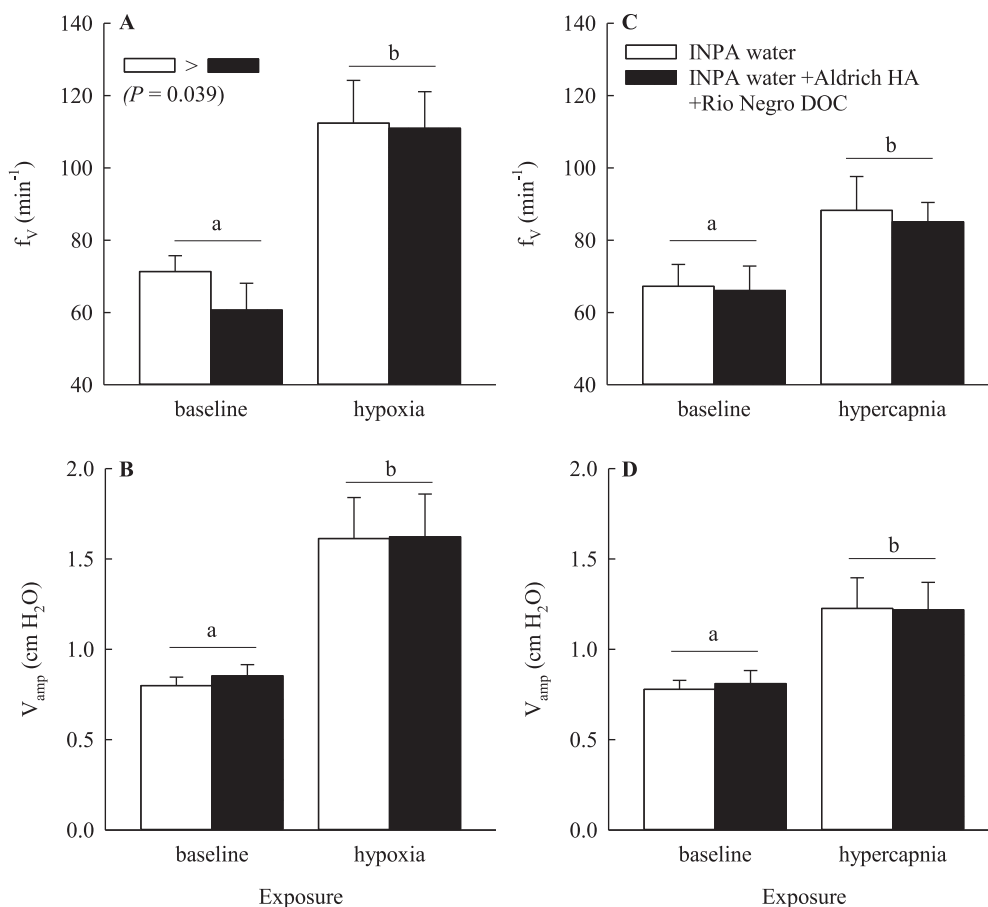 A
140
120
100
80
60
40
f_V (min⁻¹)
>
(P = 0.039)
a
b
baseline
hypoxia
C
140
120
100
80
60
40
f_V (min⁻¹)
INPA water
INPA water +Aldrich HA
+Rio Negro DOC
a
b
baseline
hypercapnia
B
2.0
1.5
1.0
0.5
0.0
V_amp (cm H₂O)
a
b
baseline
hypoxia
Exposure
D
2.0
1.5
1.0
0.5
0.0
V_amp (cm H₂O)
a
b
baseline
hypercapnia
Exposure